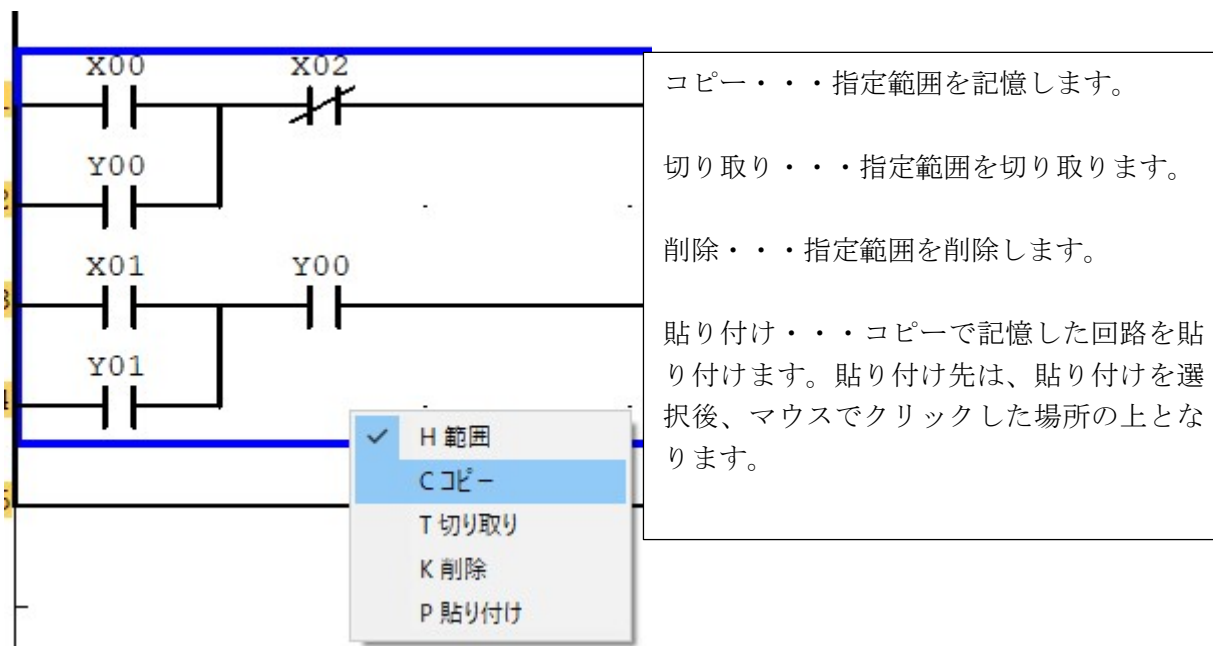 X00 X02
1
Y00
2
X01 Y00
3
Y01
4
5
H 範囲
C コピー
T 切り取り
K 削除
P 貼り付け
コピー・・・指定範囲を記憶します。
切り取り・・・指定範囲を切り取ります。
削除・・・指定範囲を削除します。
貼り付け・・・コピーで記憶した回路を貼
り付けます。貼り付け先は、貼り付けを選
択後、マウスでクリックした場所の上とな
ります。